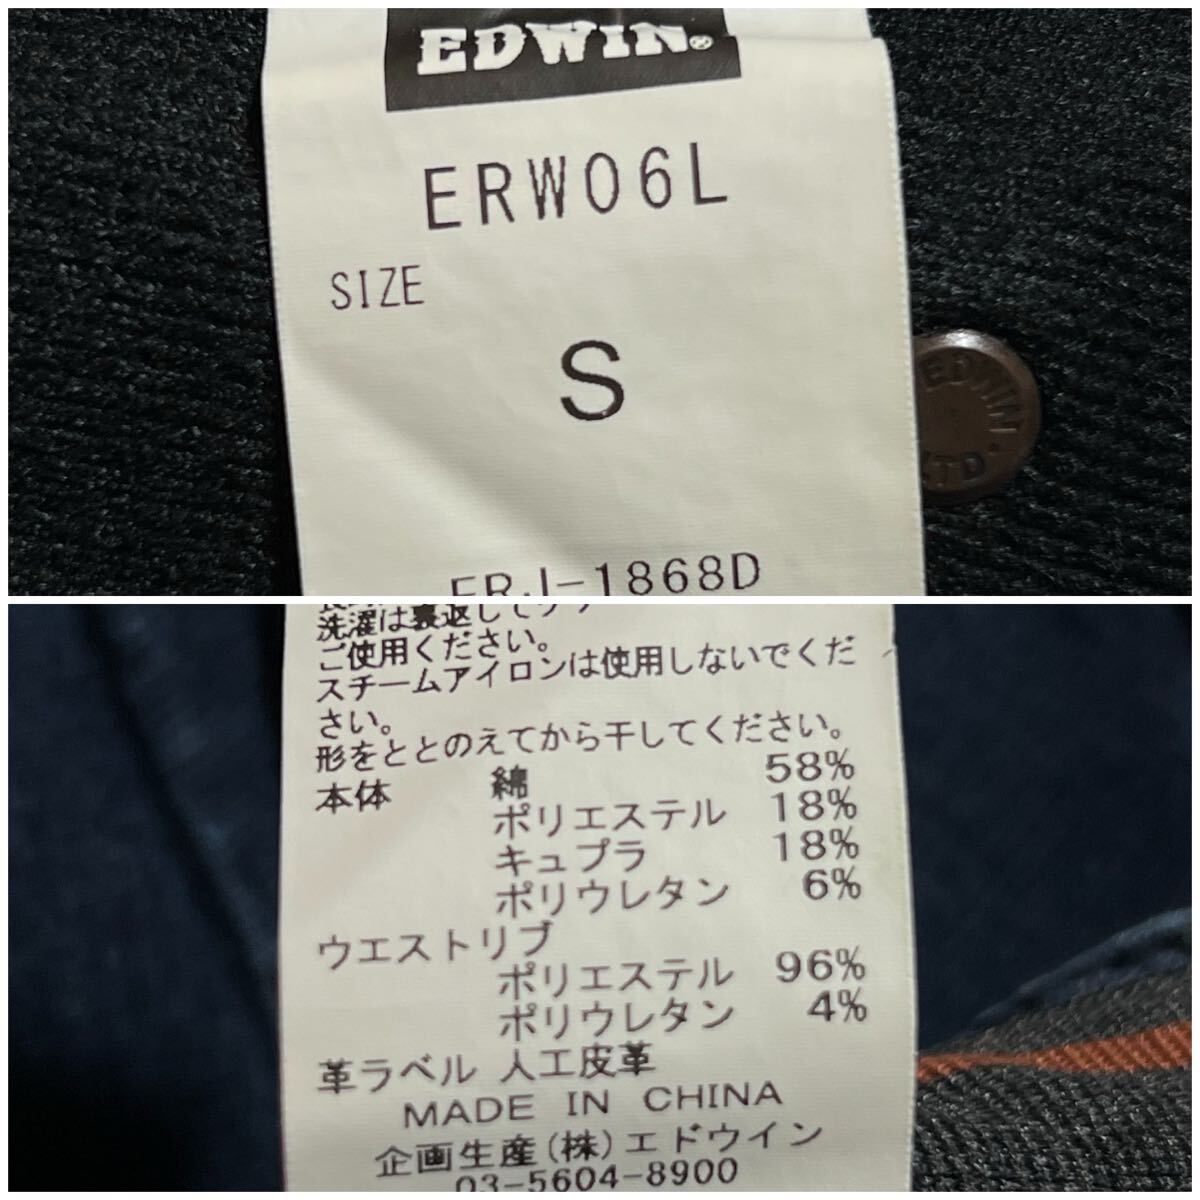 EDWIN®
ERW06L
SIZE
S
ERJ-1868D
EDWIN・
LTD
洗濯は裏返して
ご使用ください。
スチームアイロンは使用しないでくだ
さい。
形をととのえてから干してください。
本体 綿 58%
ポリエステル 18%
キュプラ 18%
ポリウレタン 6%
ウエストリブ
ポリエステル 96%
ポリウレタン 4%
革ラベル 人工皮革
MADE IN CHINA
企画生産(株)エドウイン
03-5604-8900